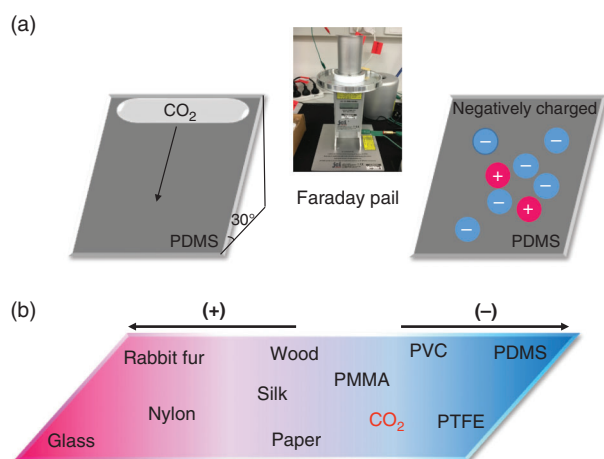 (a)
CO2
30°
PDMS
Faraday pail
Negatively charged
− − + − − − + −
PDMS
(b)
(+) (−)
Rabbit fur Wood PVC PDMS
Silk PMMA
Nylon CO2 PTFE
Glass Paper